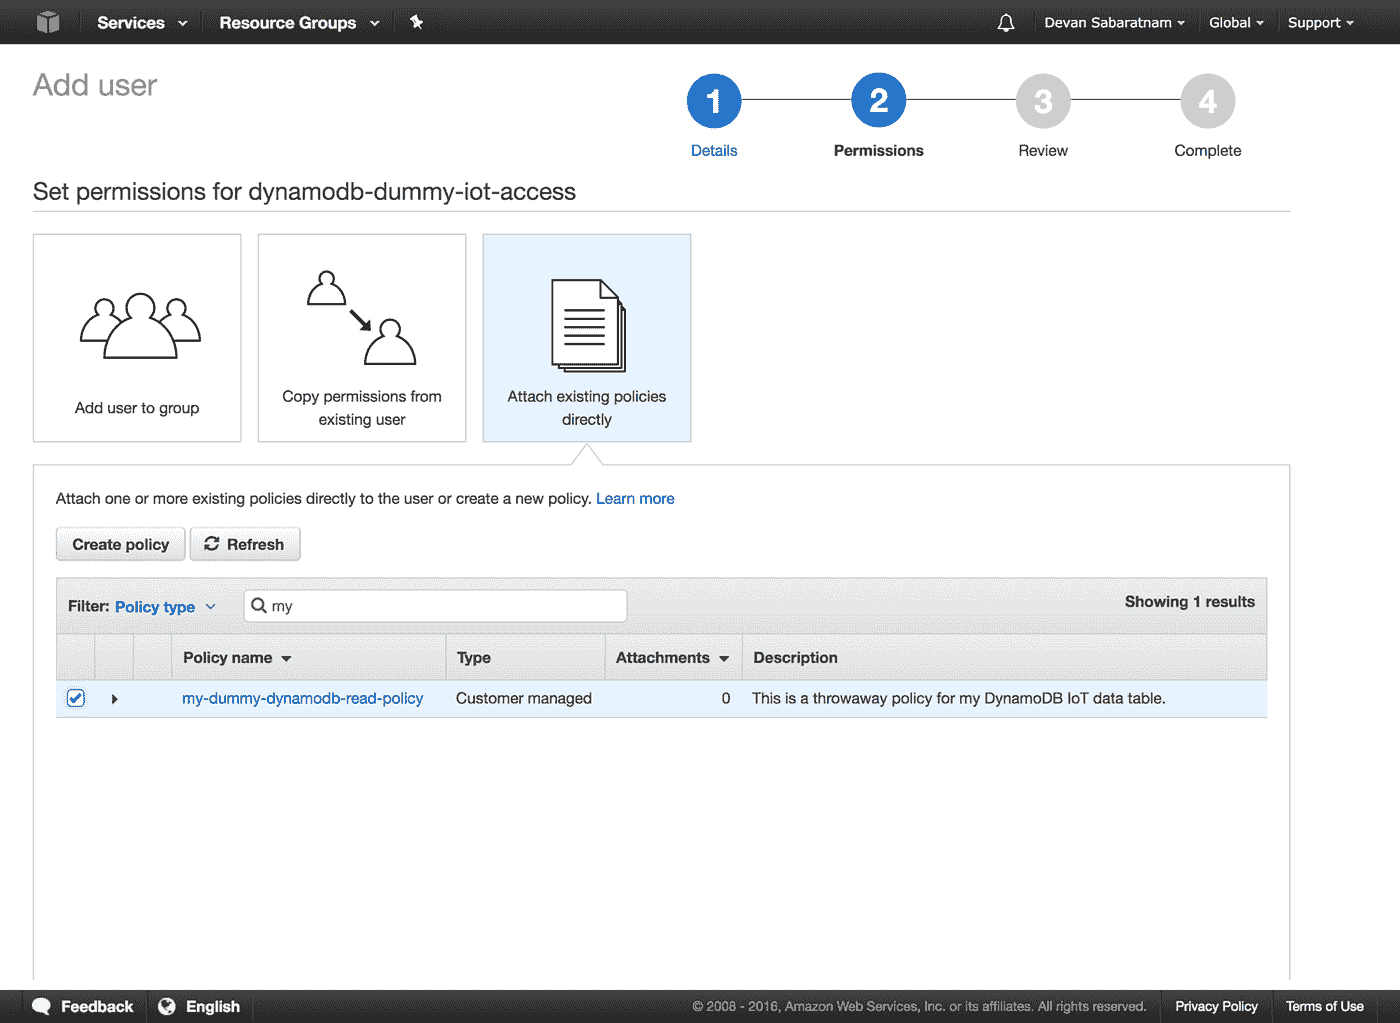 Services Resource Groups Devan Sabaratnam Global Support
Add user
1 2 3 4
Details Permissions Review Complete
Set permissions for dynamodb-dummy-iot-access
Add user to group
Copy permissions from
existing user
Attach existing policies
directly
Attach one or more existing policies directly to the user or create a new policy. Learn more
Create policy Refresh
Filter: Policy type my Showing 1 results
Policy name Type Attachments Description
my-dummy-dynamodb-read-policy Customer managed 0 This is a throwaway policy for my DynamoDB IoT data table.
Feedback English © 2008 - 2016, Amazon Web Services, Inc. or its affiliates. All rights reserved. Privacy Policy Terms of Use